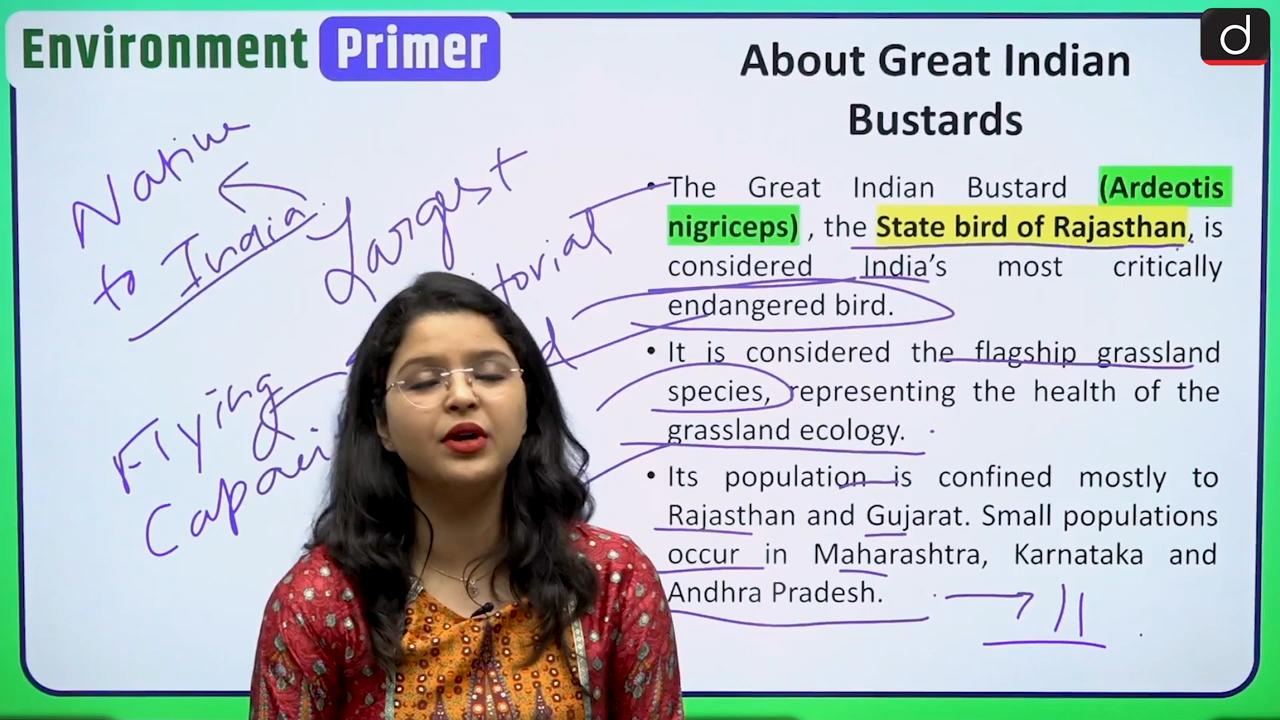 Environment Primer
d
About Great Indian
Bustards
• The Great Indian Bustard (Ardeotis
nigriceps) , the State bird of Rajasthan, is
considered India's most critically
endangered bird.
• It is considered the flagship grassland
species, representing the health of the
grassland ecology.
• Its population is confined mostly to
Rajasthan and Gujarat. Small populations
occur in Maharashtra, Karnataka and
Andhra Pradesh.
Native
to India
Largest
Flying